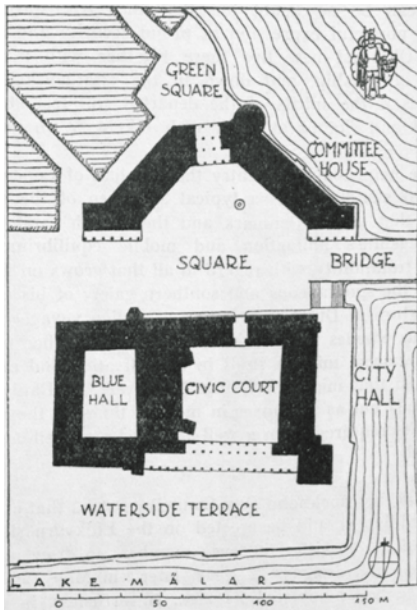 GREEN
SQUARE
COMMITTEE
HOUSE
SQUARE
BRIDGE
BLUE
HALL
CIVIC COURT
CITY
HALL
WATERSIDE TERRACE
LAKE MÄLAR
0 50 100 150 M